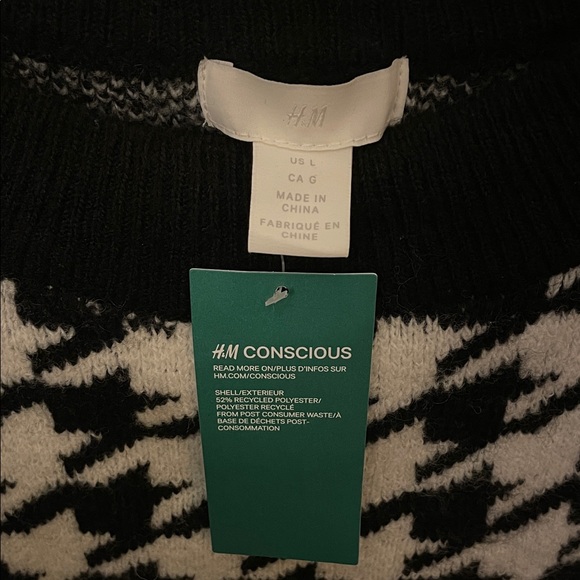 H&M
US L
CA G
MADE IN
CHINA
FABRIQUÉ EN
CHINE
H&M CONSCIOUS
READ MORE ON/PLUS D'INFOS SUR
HM.COM/CONSCIOUS
SHELL/EXTERIEUR
52% RECYCLED POLYESTER/
POLYESTER RECYCLÉ
FROM POST CONSUMER WASTE/À
BASE DE DÉCHETS POST-
CONSOMMATION